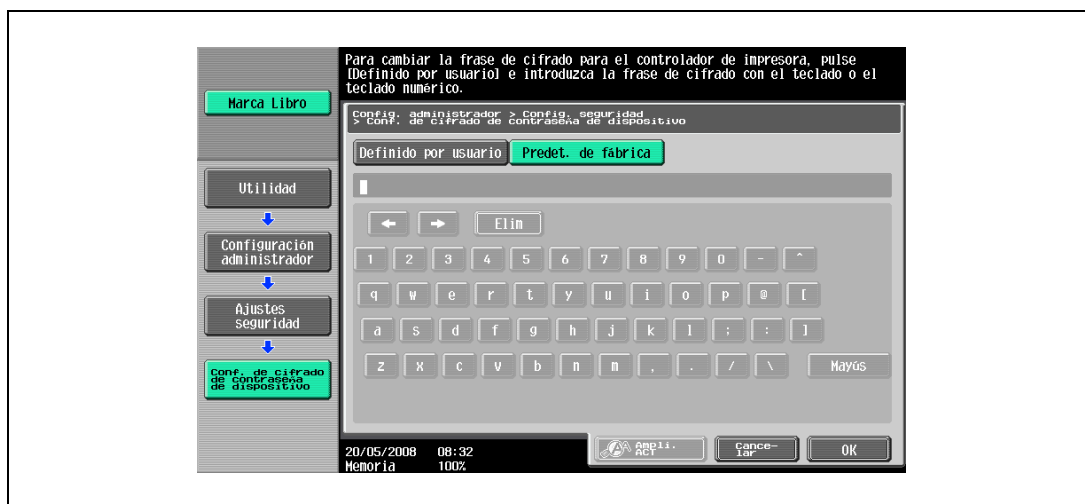 Para cambiar la frase de cifrado para el controlador de impresora, pulse
[Definido por usuario] e introduzca la frase de cifrado con el teclado o el
teclado numérico.
Marca Libro
Config. administrador > Config. seguridad
> Conf. de cifrado de contraseña de dispositivo
Definido por usuario Predet. de fábrica
Utilidad
Elim
Configuración
administrador
1 2 3 4 5 6 7 8 9 0 - ^
q w e r t y u i o p @ [
Ajustes
seguridad
a s d f g h j k l ; : ]
z x c v b n m , . / \ Mayús
Conf. de cifrado
de contraseña
de dispositivo
20/05/2008 08:32
Memoria 100%
Ampli.
ACT
Cance-
lar
OK